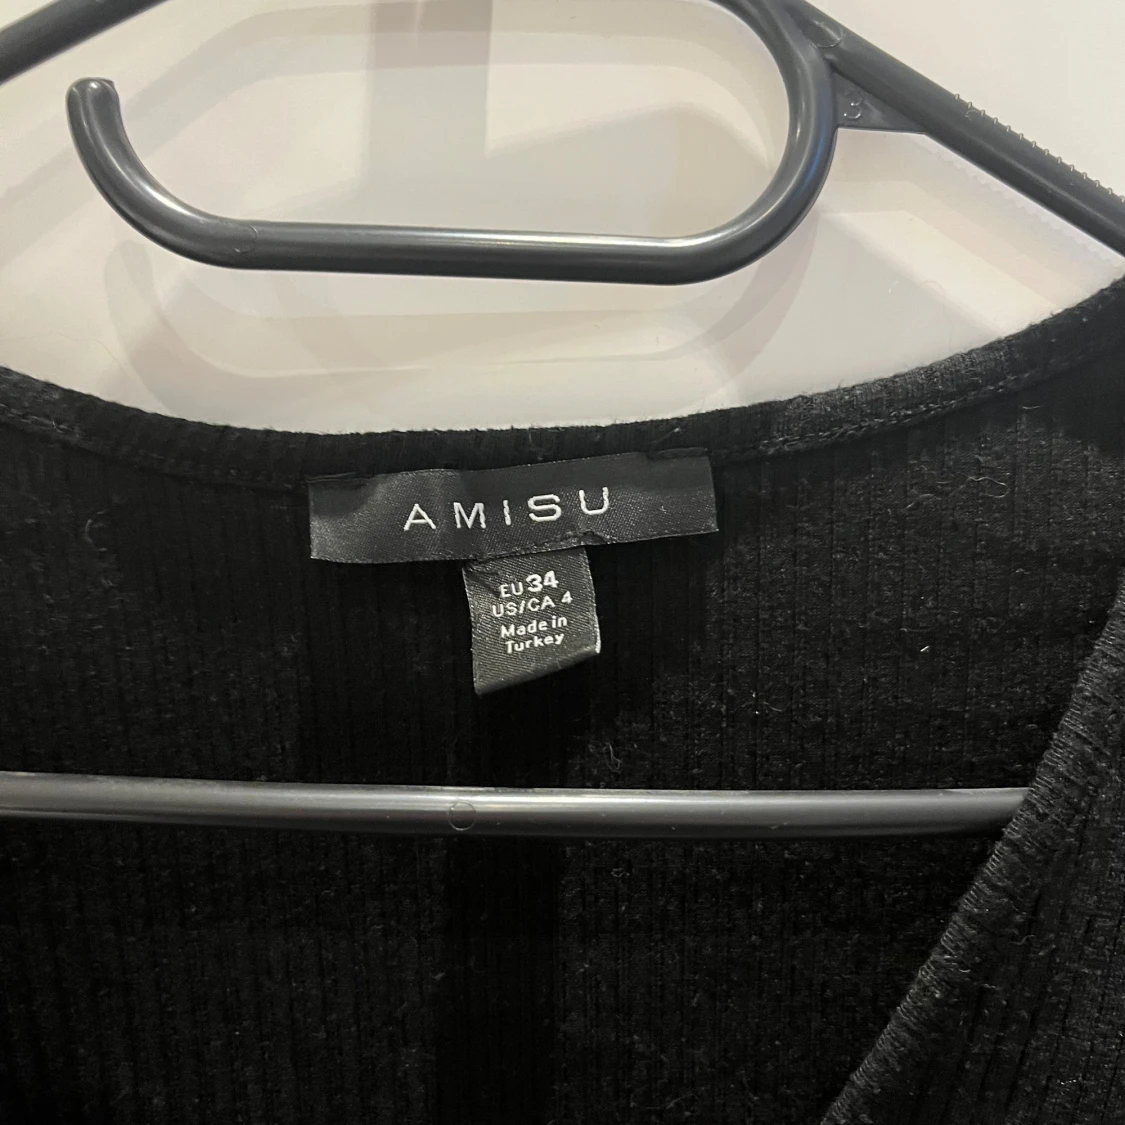 AMISU
EU 34
US/CA 4
Made in
Turkey